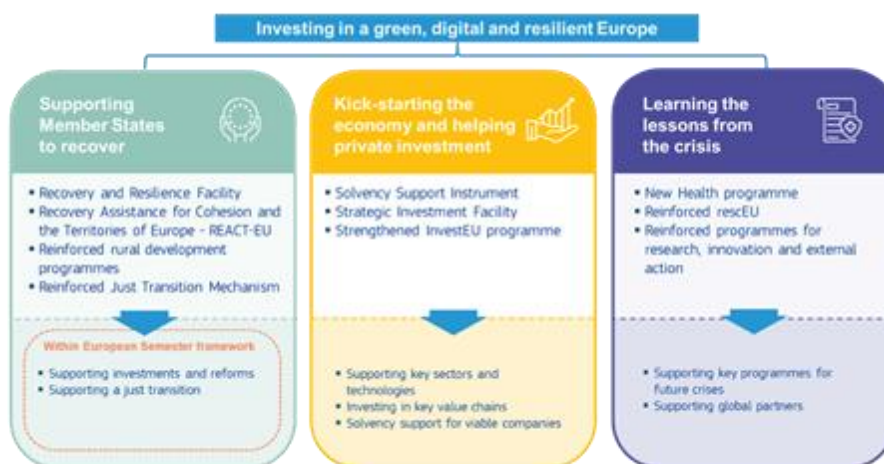 Investing in a green, digital and resilient Europe
Supporting
Member States
to recover
▪ Recovery and Resilience Facility
▪ Recovery Assistance for Cohesion and
the Territories of Europe - REACT-EU
▪ Reinforced rural development
programmes
▪ Reinforced Just Transition Mechanism
Within European Semester framework
▪ Supporting investments and reforms
▪ Supporting a just transition
Kick-starting the
economy and helping
private investment
▪ Solvency Support Instrument
▪ Strategic Investment Facility
▪ Strengthened InvestEU programme
▪ Supporting key sectors and
technologies
▪ Investing in key value chains
▪ Solvency support for viable companies
Learning the
lessons from
the crisis
▪ New Health programme
▪ Reinforced rescEU
▪ Reinforced programmes for
research, innovation and external
action
▪ Supporting key programmes for
future crises
▪ Supporting global partners